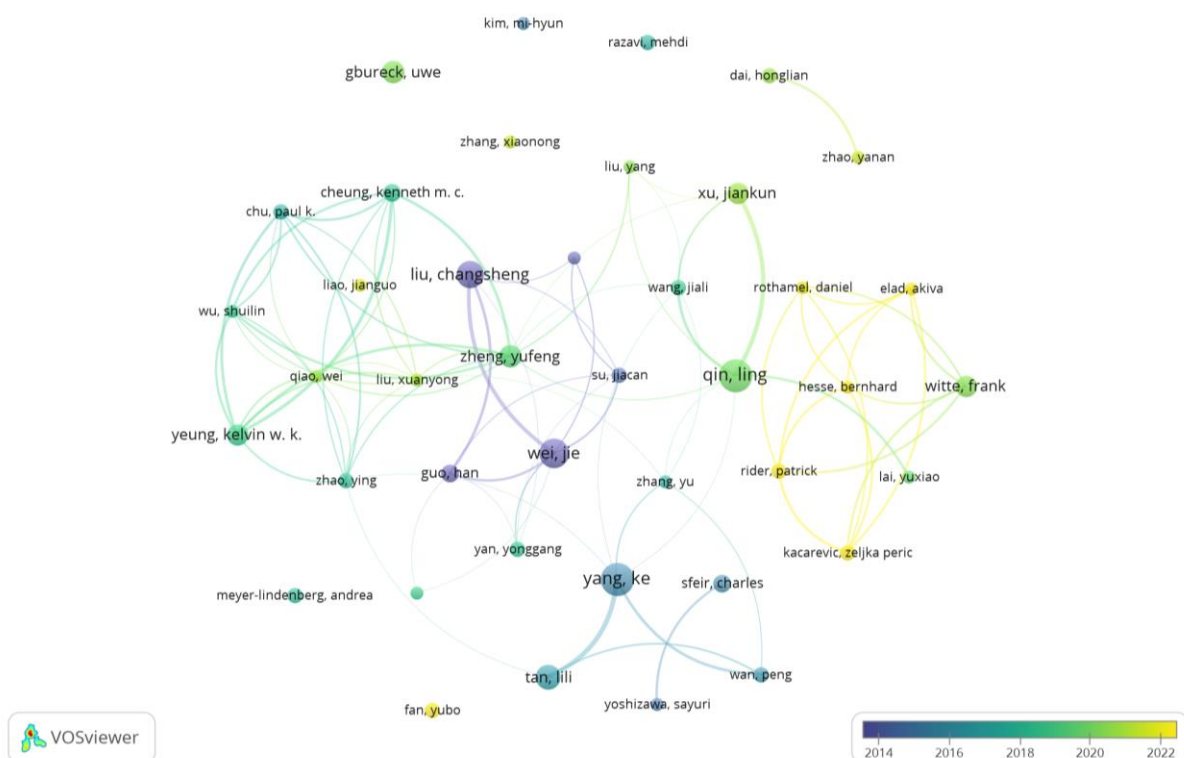 kim, mi-hyun
razavi, mehdi
gbureck, uwe
dai, honglian
zhang, xiaonong
zhao, yanan
liu, yang
cheung, kenneth m. c.
xu, jiankun
chu, paul k.
liu, changsheng
liao, jianguo
wang, jiali
rothamel, daniel
elad, akiva
wu, shuilin
zheng, yufeng
qiao, wei
liu, xuanyong
su, jiacan
qin, ling
hesse, bernhard
witte, frank
yeung, kelvin w. k.
wei, jie
guo, han
zhao, ying
zhang, yu
rider, patrick
lai, yuxiao
yan, yonggang
kacarevic, zeljka peric
yang, ke
sfeir, charles
meyer-lindenberg, andrea
tan, lili
wan, peng
yoshizawa, sayuri
fan, yubo
VOSviewer
2014 2016 2018 2020 2022